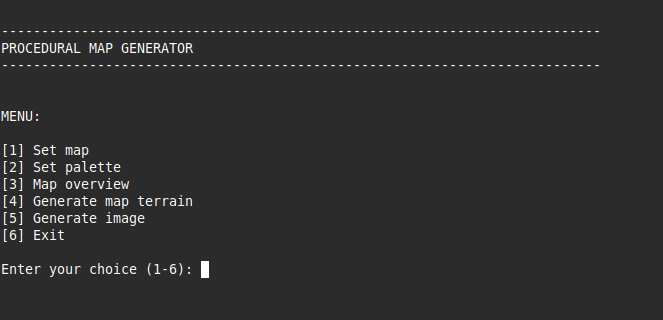 ---------------------------------------------------------------------------
PROCEDURAL MAP GENERATOR
---------------------------------------------------------------------------
MENU:
[1] Set map
[2] Set palette
[3] Map overview
[4] Generate map terrain
[5] Generate image
[6] Exit
Enter your choice (1-6):